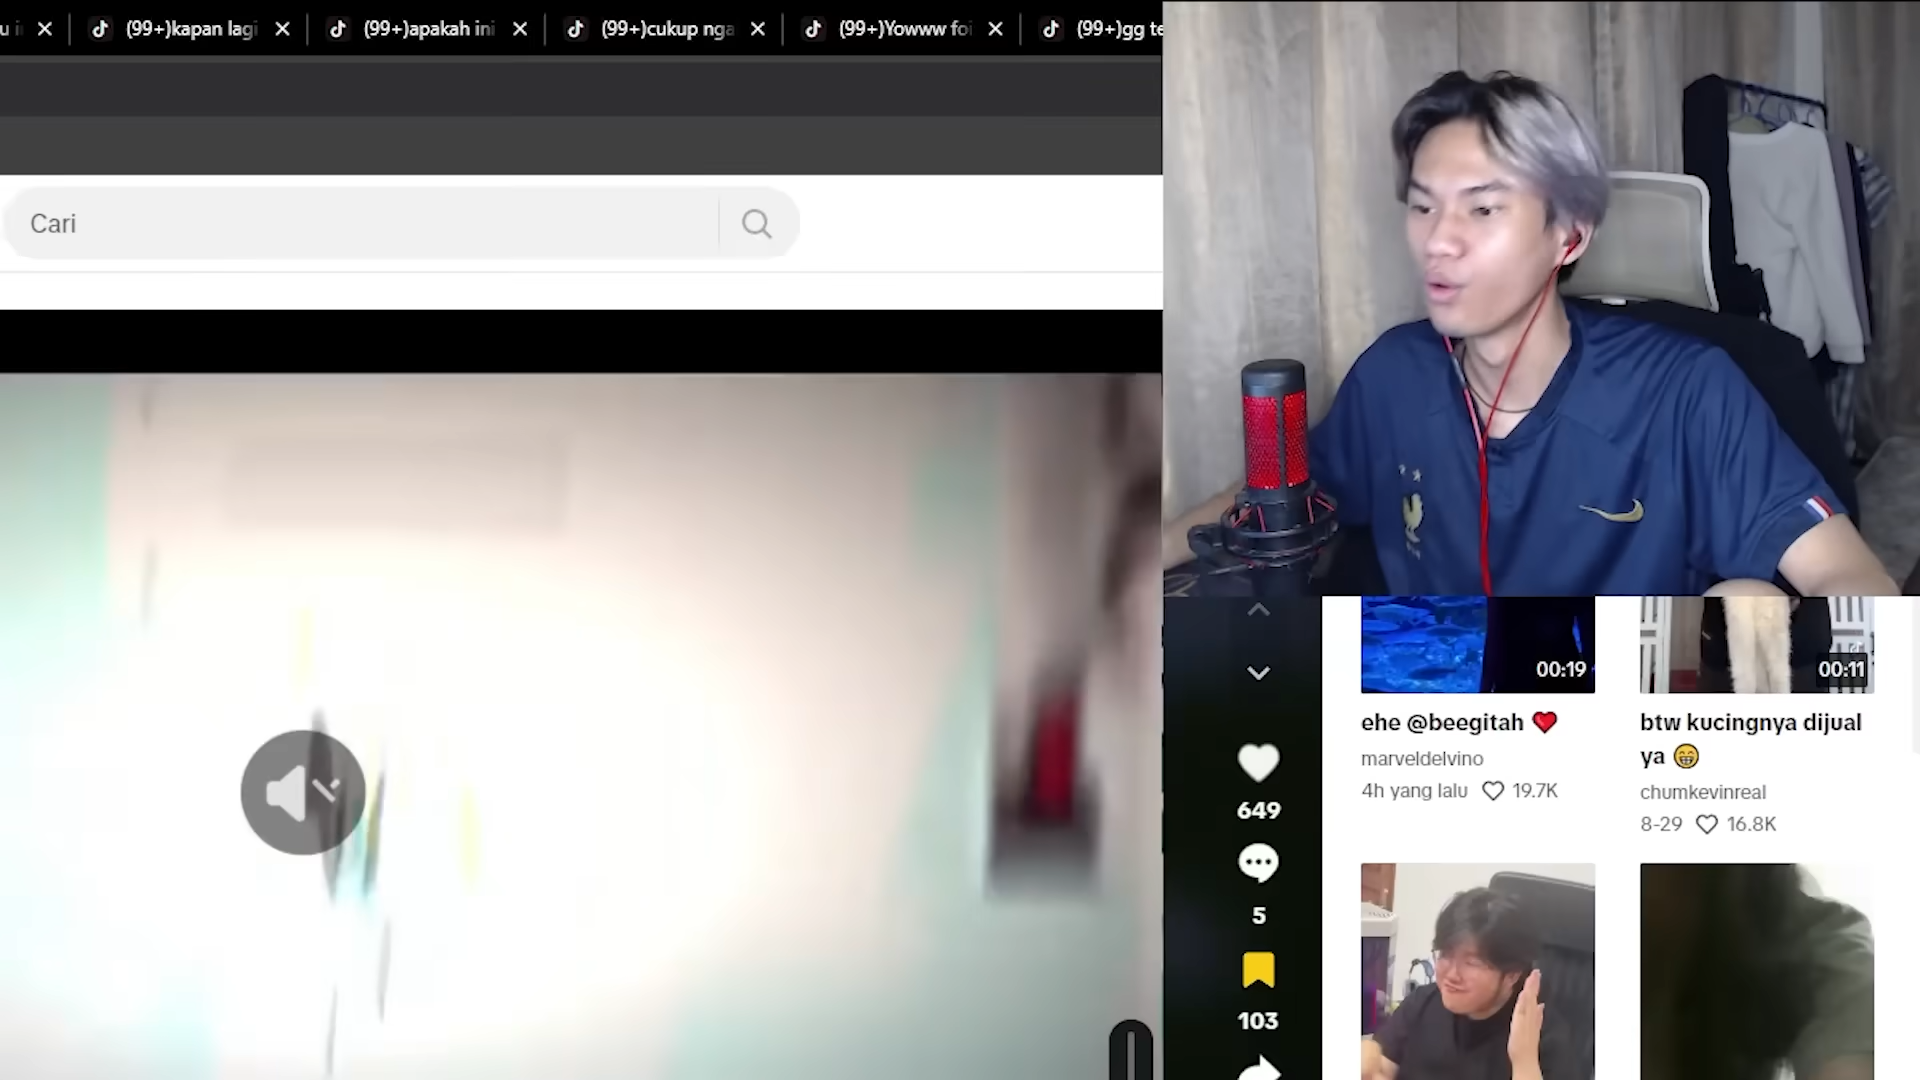 (99+)kapan lagi
(99+)apakah ini
(99+)cukup nga
(99+)Yowww foi
(99+)gg te
Cari
00:19
00:11
ehe @beegitah ❤️
marveldelvino
4h yang lalu 19.7K
btw kucingnya dijual
ya 😁
chumkevinreal
8-29 16.8K
649
5
103